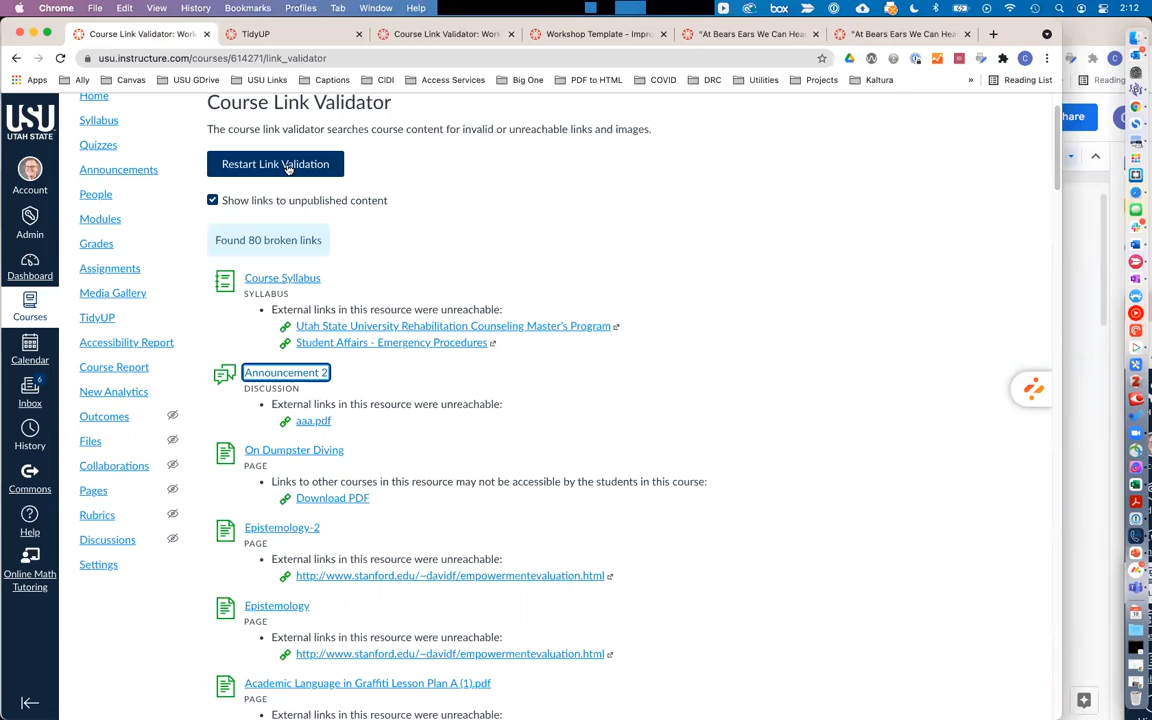 Chrome File Edit View History Bookmarks Profiles Tab Window Help 2:12
Course Link Validator: Work
TidyUP
Course Link Validator: Work
Workshop Template - Impro
"At Bears Ears We Can Hea
"At Bears Ears We Can Hea
usu.instructure.com/courses/614271/link_validator
Apps Ally Canvas USU GDrive USU Links Captions CIDI Access Services Big One PDF to HTML COVID DRC Utilities Projects Kaltura » Reading List
Reading
hare
USU
UTAH STATE
Account
Admin
Dashboard
Courses
Calendar
6
Inbox
History
Commons
Help
Online Math
Tutoring
Home
Syllabus
Quizzes
Announcements
People
Modules
Grades
Assignments
Media Gallery
TidyUP
Accessibility Report
Course Report
New Analytics
Outcomes
Files
Collaborations
Pages
Rubrics
Discussions
Settings
Course Link Validator
The course link validator searches course content for invalid or unreachable links and images.
Restart Link Validation
Show links to unpublished content
Found 80 broken links
Course Syllabus
SYLLABUS
• External links in this resource were unreachable:
Utah State University Rehabilitation Counseling Master's Program
Student Affairs - Emergency Procedures
Announcement 2
DISCUSSION
• External links in this resource were unreachable:
aaa.pdf
On Dumpster Diving
PAGE
• Links to other courses in this resource may not be accessible by the students in this course:
Download PDF
Epistemology-2
PAGE
• External links in this resource were unreachable:
http://www.stanford.edu/~davidf/empowermentevaluation.html
Epistemology
PAGE
• External links in this resource were unreachable:
http://www.stanford.edu/~davidf/empowermentevaluation.html
Academic Language in Graffiti Lesson Plan A (1).pdf
PAGE
• External links in this resource were unreachable: